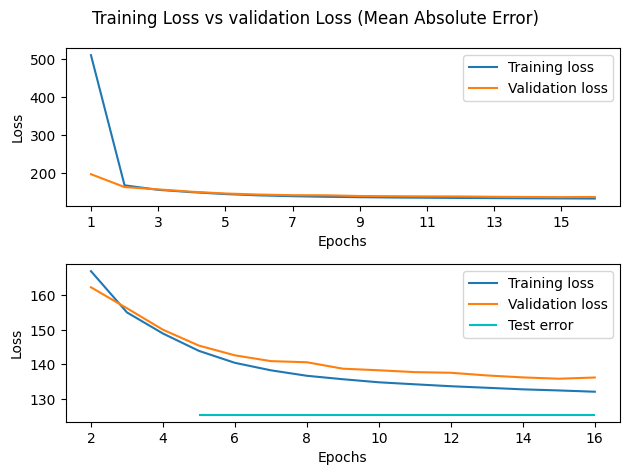 Training Loss vs validation Loss (Mean Absolute Error)
500
400
300
200
Loss
Training loss
Validation loss
1 3 5 7 9 11 13 15
Epochs
160
150
140
130
Loss
Training loss
Validation loss
Test error
2 4 6 8 10 12 14 16
Epochs